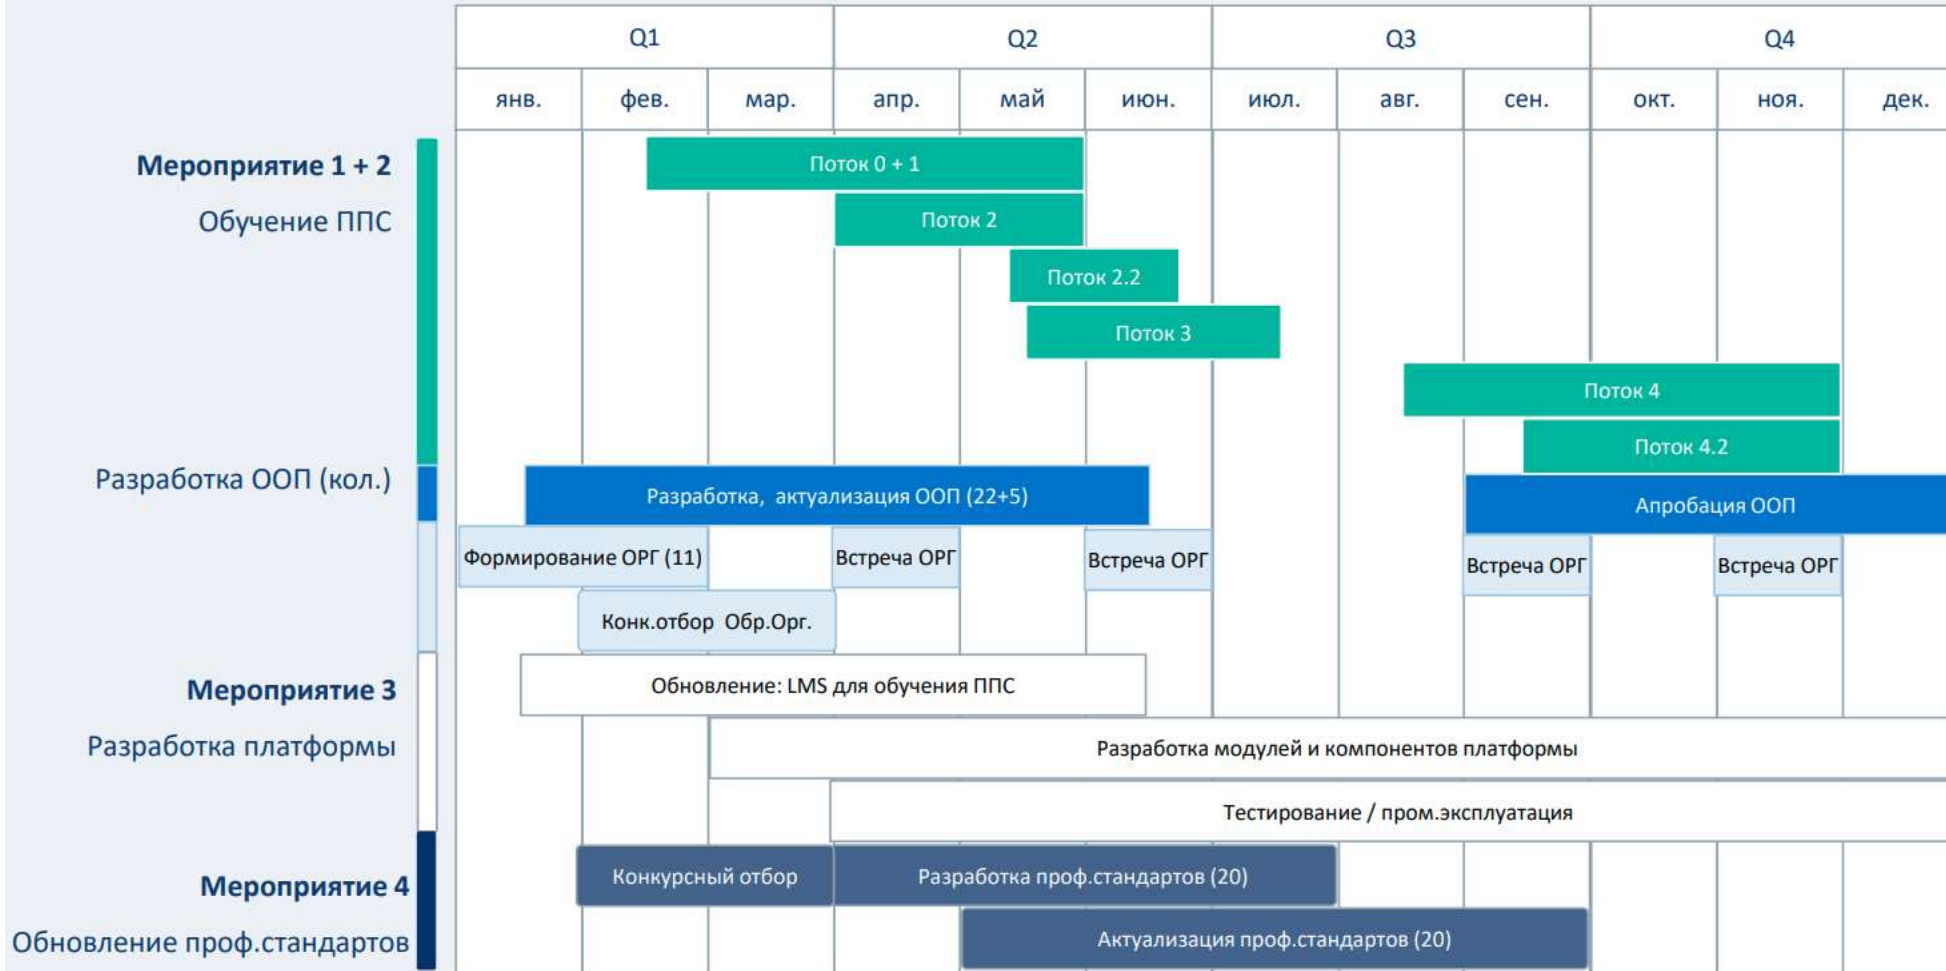 Q1 Q2 Q3 Q4
янв. фев. мар. апр. май июн. июл. авг. сен. окт. ноя. дек.
Мероприятие 1 + 2
Поток 0 + 1
Обучение ППС
Поток 2
Поток 2.2
Поток 3
Поток 4
Поток 4.2
Разработка ООП (кол.)
Разработка, актуализация ООП (22+5)
Апробация ООП
Формирование ОРГ (11)
Встреча ОРГ
Встреча ОРГ
Встреча ОРГ
Встреча ОРГ
Конк.отбор Обр.Орг.
Мероприятие 3
Обновление: LMS для обучения ППС
Разработка платформы
Разработка модулей и компонентов платформы
Тестирование / пром.эксплуатация
Мероприятие 4
Конкурсный отбор
Разработка проф.стандартов (20)
Обновление проф.стандартов
Актуализация проф.стандартов (20)